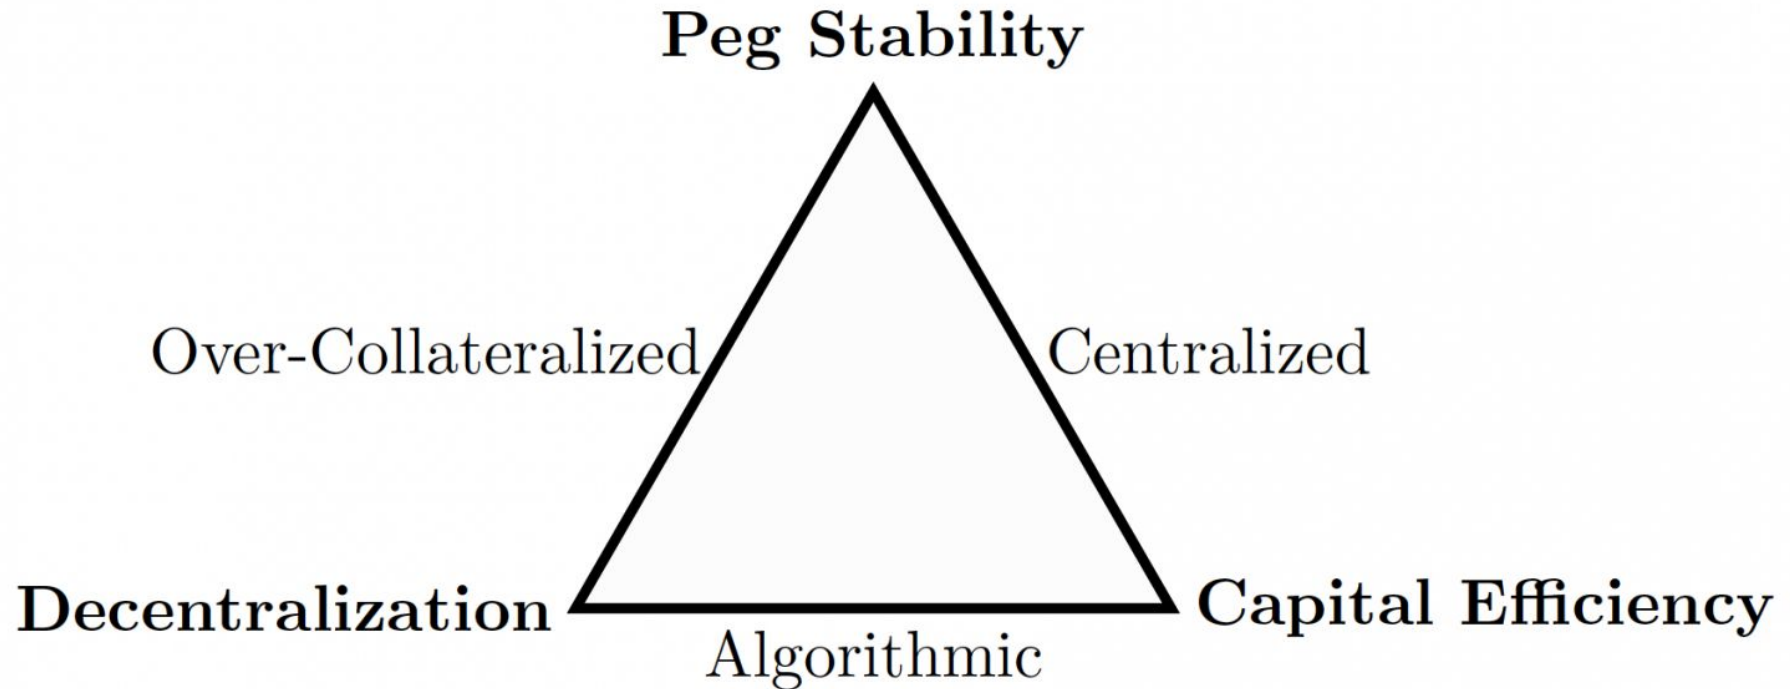 Peg Stability
Over-Collateralized
Centralized
Decentralization
Capital Efficiency
Algorithmic